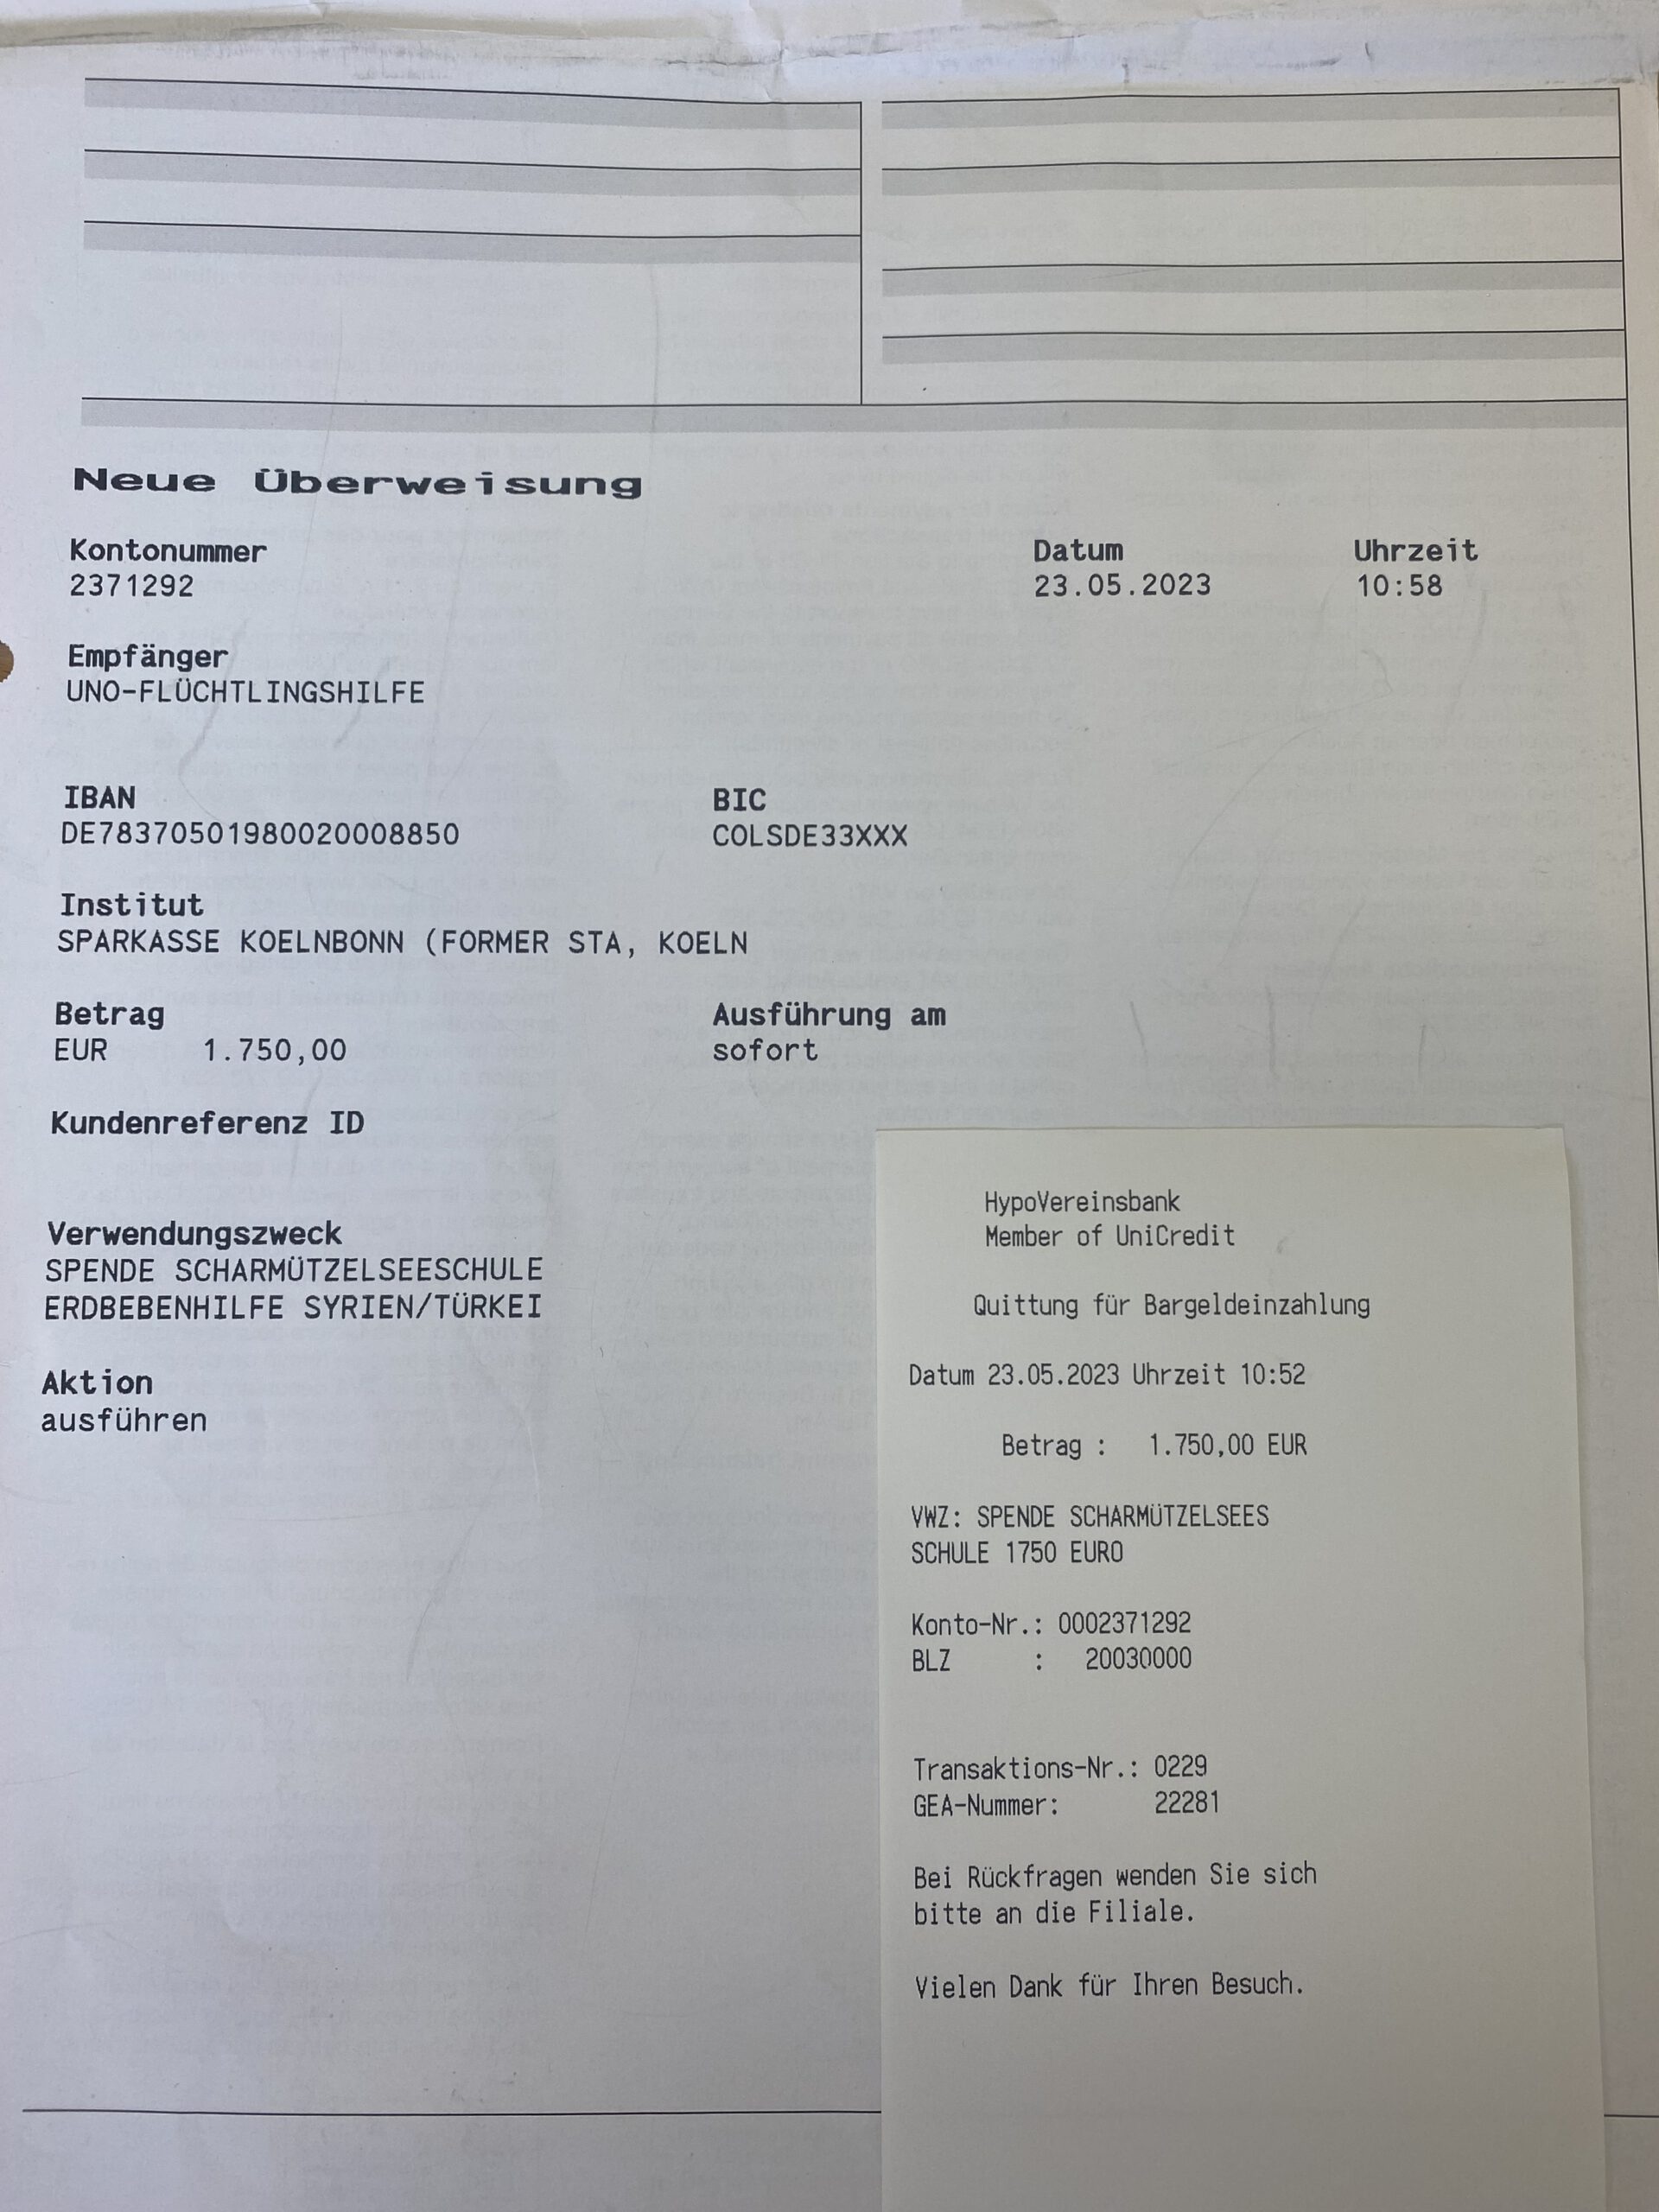 Neue Überweisung
Kontonummer Datum Uhrzeit
2371292 23.05.2023 10:58
Empfänger
UNO-FLÜCHTLINGSHILFE
IBAN BIC
DE78370501980020008850 COLSDE33XXX
Institut
SPARKASSE KOELNBONN (FORMER STA, KOELN
Betrag Ausführung am
EUR 1.750,00 sofort
Kundenreferenz ID
Verwendungszweck
SPENDE SCHARMÜTZELSEESCHULE
ERDBEBENHILFE SYRIEN/TÜRKEI
Aktion
ausführen
HypoVereinsbank
Member of UniCredit
Quittung für Bargeldeinzahlung
Datum 23.05.2023 Uhrzeit 10:52
Betrag : 1.750,00 EUR
VWZ: SPENDE SCHARMÜTZELSEES
SCHULE 1750 EURO
Konto-Nr.: 0002371292
BLZ : 20030000
Transaktions-Nr.: 0229
GEA-Nummer: 22281
Bei Rückfragen wenden Sie sich
bitte an die Filiale.
Vielen Dank für Ihren Besuch.